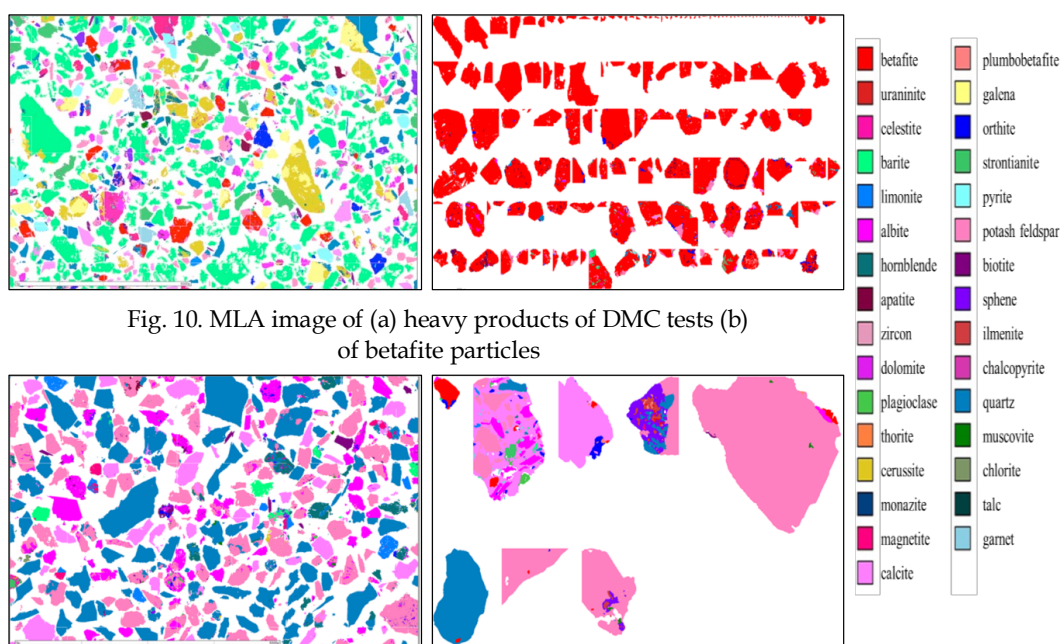 Fig. 10. MLA image of (a) heavy products of DMC tests (b)
of betafite particles
betafite
uraninite
celestite
barite
limonite
albite
hornblende
apatite
zircon
dolomite
plagioclase
thorite
cerussite
monazite
magnetite
calcite
plumbobetafite
galena
orthite
strontianite
pyrite
potash feldspar
biotite
sphene
ilmenite
chalcopyrite
quartz
muscovite
chlorite
talc
garnet